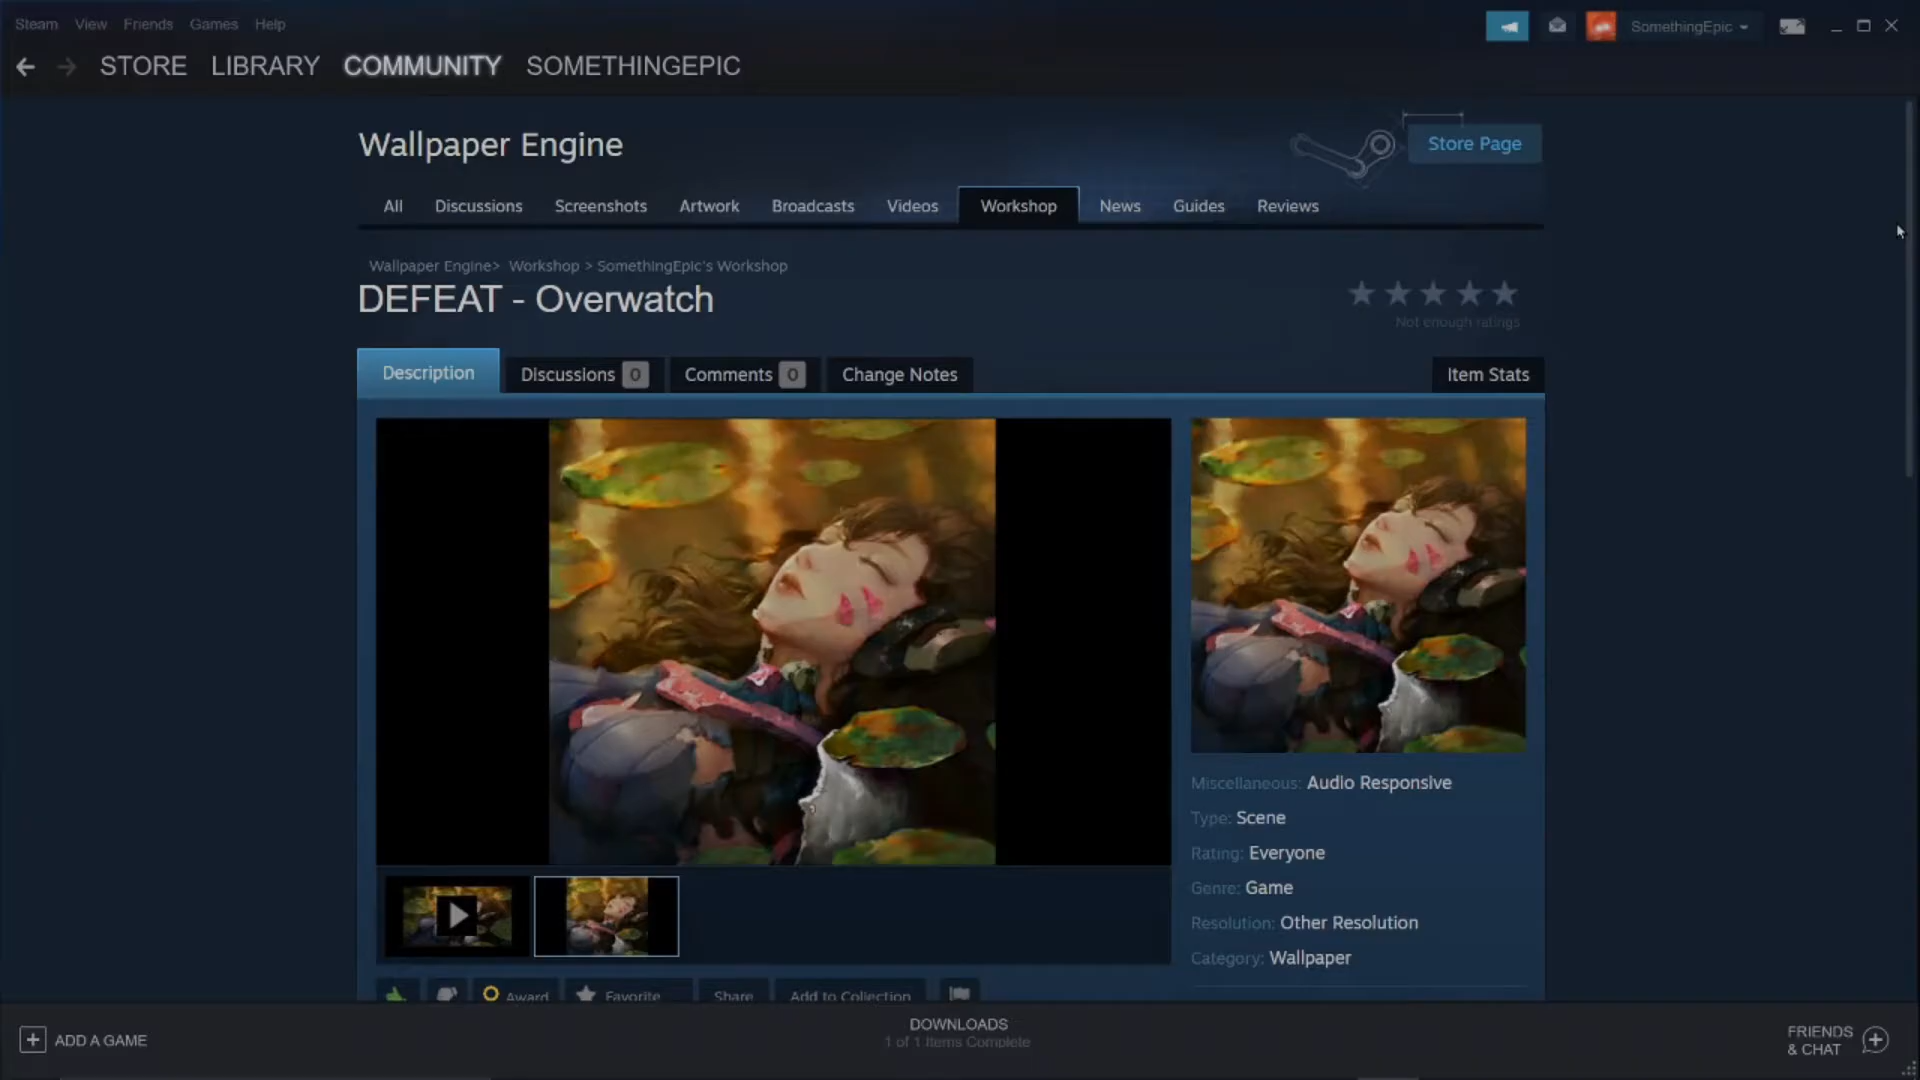 Steam View Friends Games Help
SomethingEpic
STORE LIBRARY COMMUNITY SOMETHINGEPIC
Wallpaper Engine
Store Page
All Discussions Screenshots Artwork Broadcasts Videos Workshop News Guides Reviews
Wallpaper Engine> Workshop > SomethingEpic's Workshop
DEFEAT - Overwatch
Not enough ratings
Description Discussions 0 Comments 0 Change Notes Item Stats
Miscellaneous: Audio Responsive
Type: Scene
Rating: Everyone
Genre: Game
Resolution: Other Resolution
Category: Wallpaper
Award Favorite Share Add to Collection
ADD A GAME
DOWNLOADS
1 of 1 Items Complete
FRIENDS
& CHAT